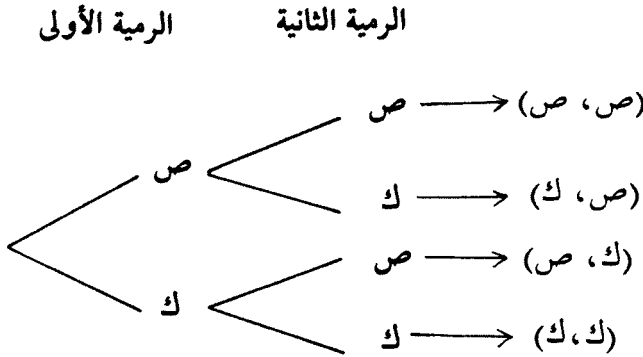 الرمية الأولى الرمية الثانية
ص (ص، ص)
ص
ك (ص، ك)
ص (ك، ص)
ك
ك (ك،ك)